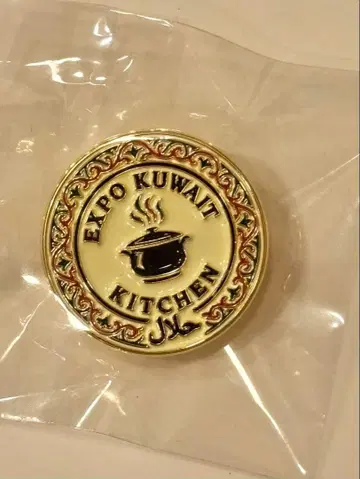 EXPO KUWAIT
KITCHEN
حلال